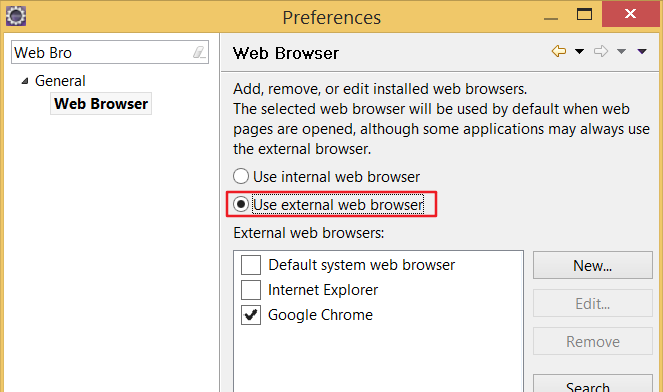 Preferences
Web Bro
General
Web Browser
Web Browser
Add, remove, or edit installed web browsers.
The selected web browser will be used by default when web
pages are opened, although some applications may always use
the external browser.
Use internal web browser
Use external web browser
External web browsers:
Default system web browser
Internet Explorer
Google Chrome
New...
Edit...
Remove
Search...